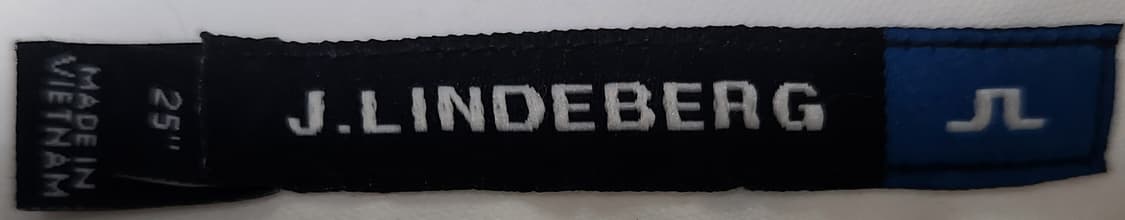 J.LINDEBERG
JL
25"
MADE IN
VIETNAM